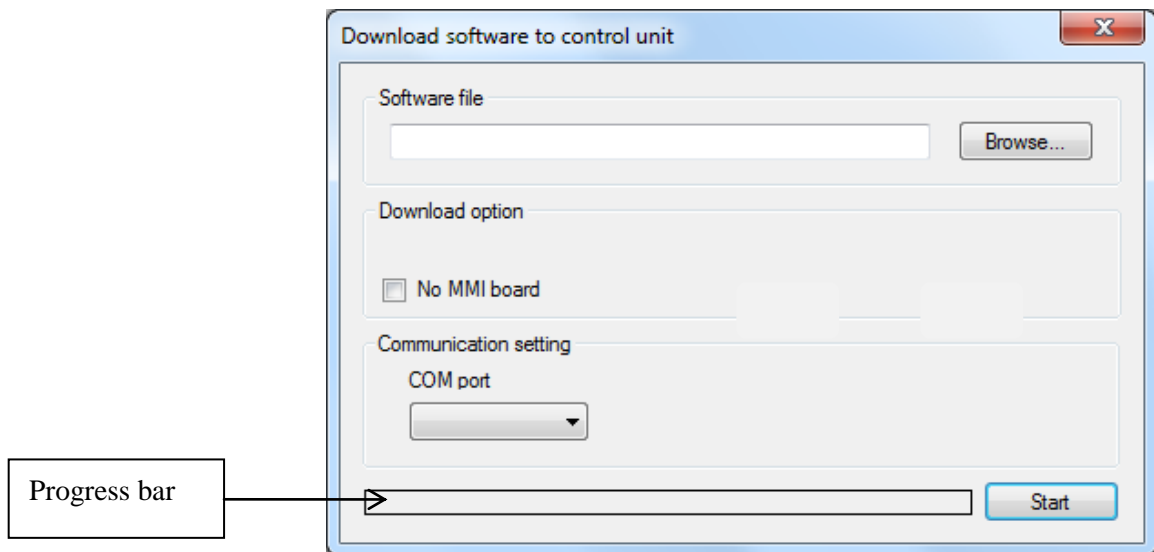 Download software to control unit
Software file
Browse...
Download option
No MMI board
Communication setting
COM port
Progress bar
Start